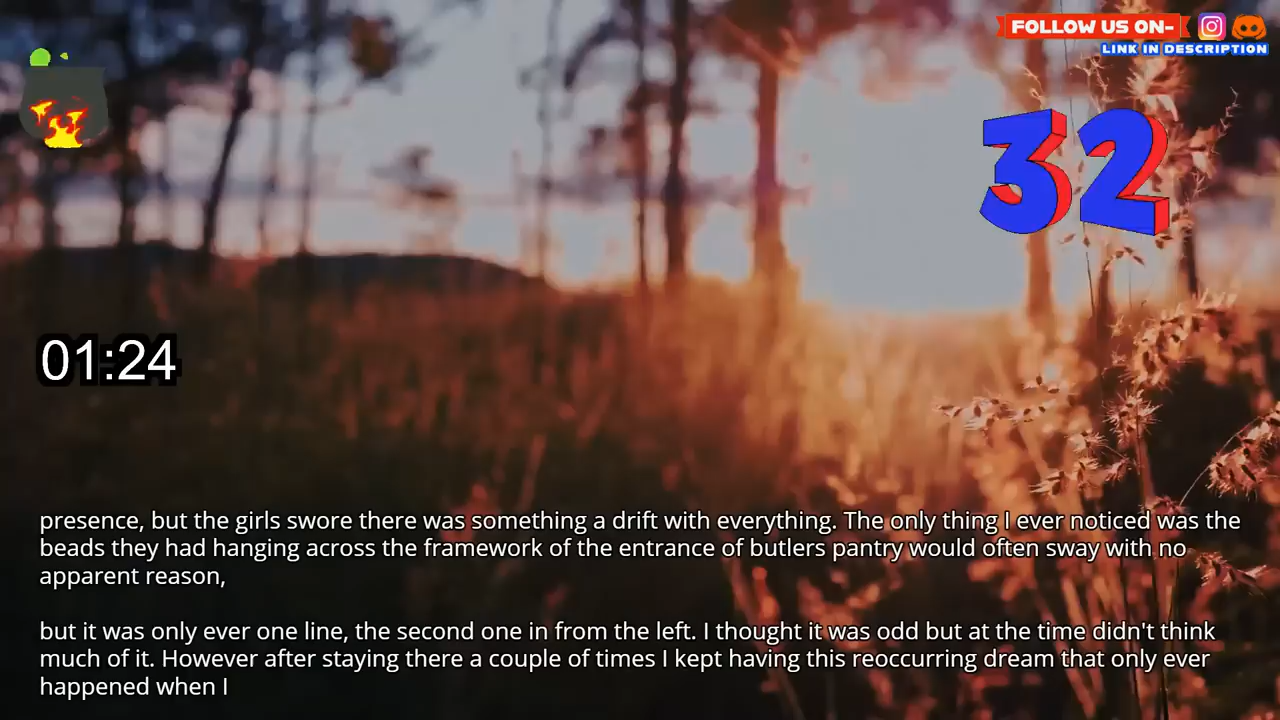 FOLLOW US ON-
LINK IN DESCRIPTION
32
01:24
presence, but the girls swore there was something a drift with everything. The only thing I ever noticed was the
beads they had hanging across the framework of the entrance of butlers pantry would often sway with no
apparent reason,
but it was only ever one line, the second one in from the left. I thought it was odd but at the time didn't think
much of it. However after staying there a couple of times I kept having this reoccurring dream that only ever
happened when I